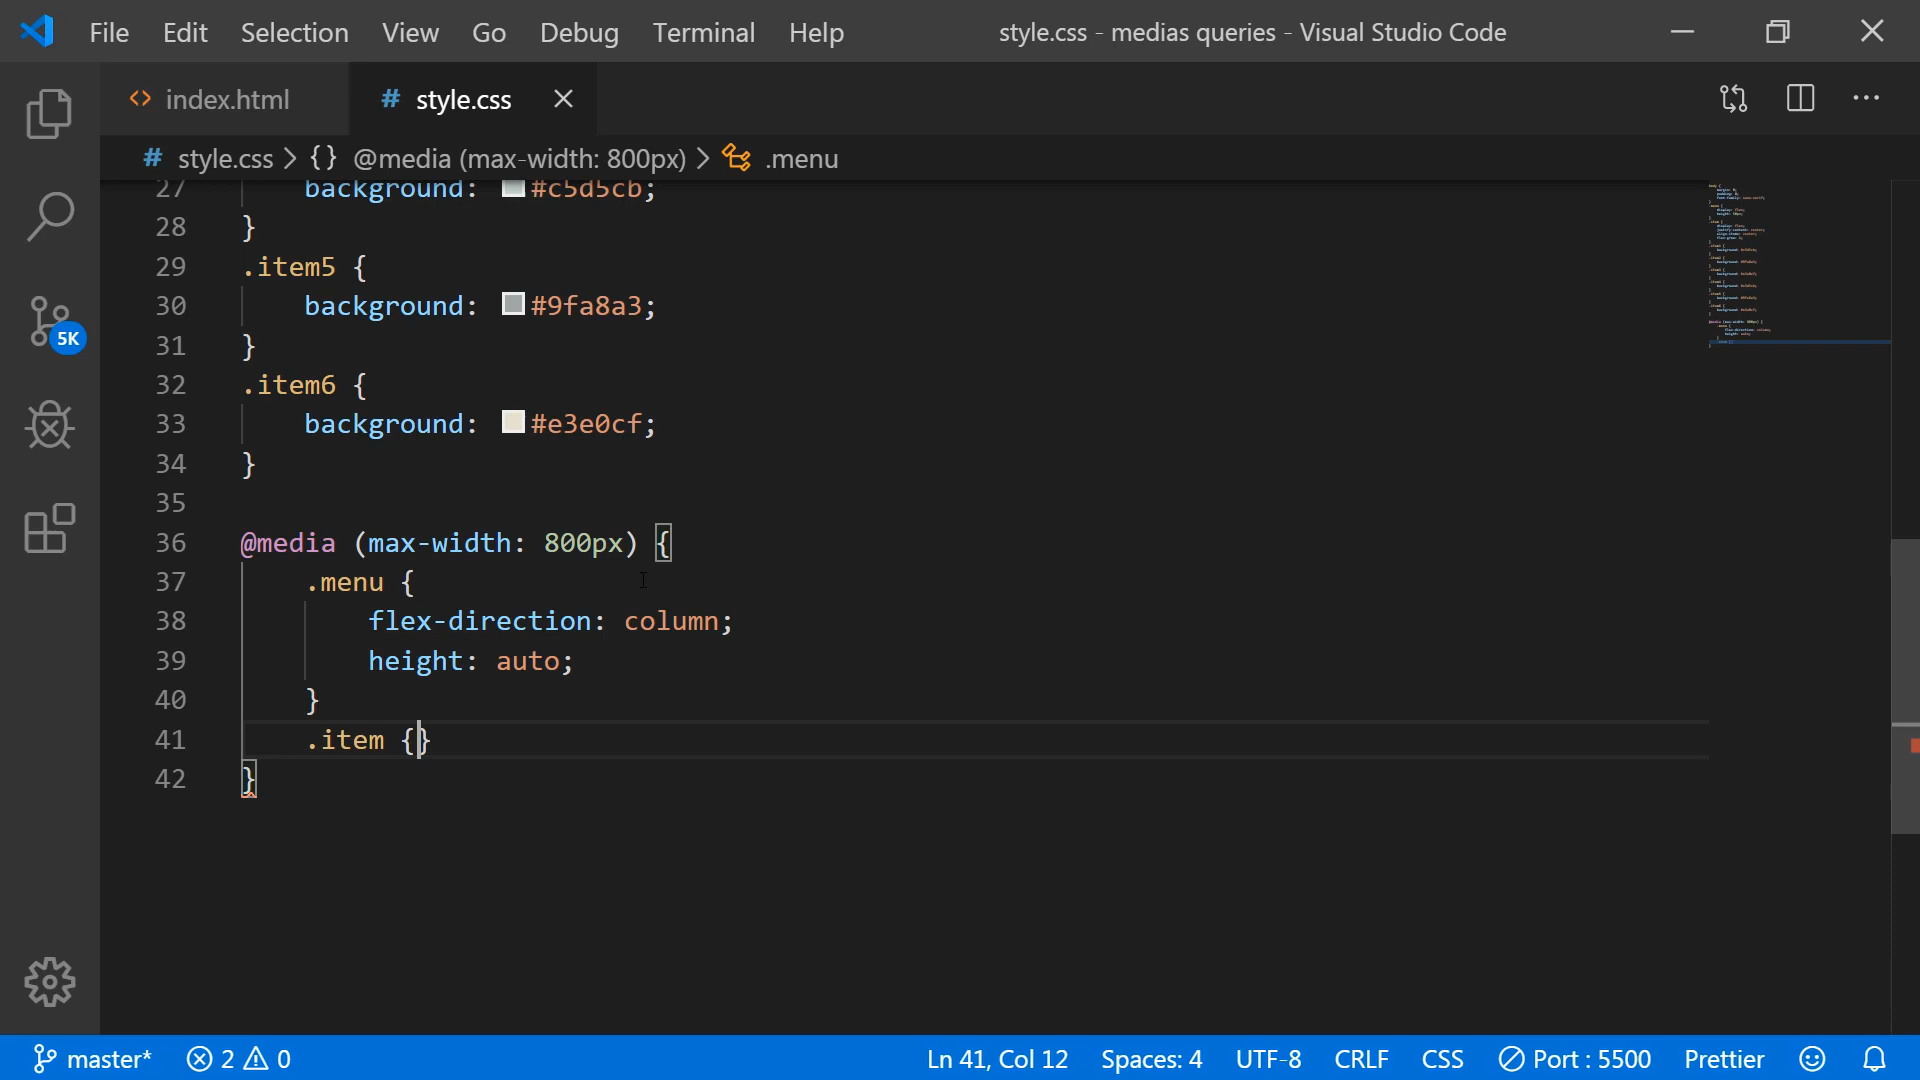 File Edit Selection View Go Debug Terminal Help style.css - medias queries - Visual Studio Code
index.html # style.css
# style.css > {} @media (max-width: 800px) > .menu
27 background: #c5d5cb;
28 }
29 .item5 {
30 background: #9fa8a3;
31 }
32 .item6 {
33 background: #e3e0cf;
34 }
35
36 @media (max-width: 800px) {
37 .menu {
38 flex-direction: column;
39 height: auto;
40 }
41 .item {}
42 }
5K
master* 2 0 Ln 41, Col 12 Spaces: 4 UTF-8 CRLF CSS Port : 5500 Prettier